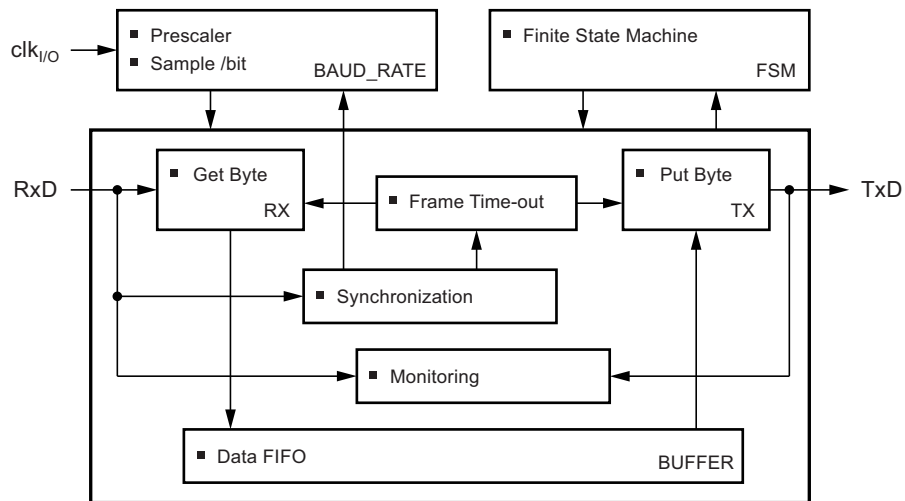 clkI/O
■ Prescaler
■ Sample /bit
BAUD_RATE
■ Finite State Machine
FSM
RxD
■ Get Byte
RX
■ Frame Time-out
■ Put Byte
TX
TxD
■ Synchronization
■ Monitoring
■ Data FIFO
BUFFER